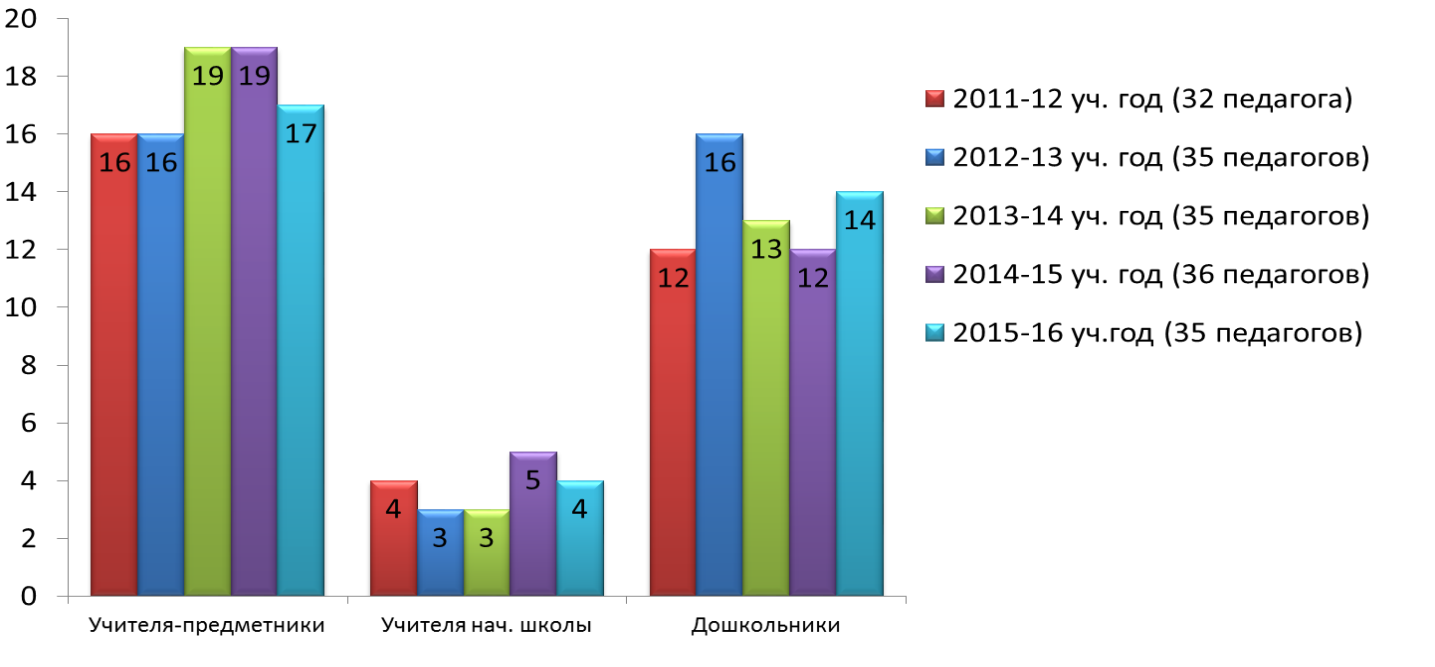 20
18
16
14
12
10
8
6
4
2
0
16 16 19 19 17
4 3 3 5 4
12 16 13 12 14
Учителя-предметники
Учителя нач. школы
Дошкольники
2011-12 уч. год (32 педагога)
2012-13 уч. год (35 педагогов)
2013-14 уч. год (35 педагогов)
2014-15 уч. год (36 педагогов)
2015-16 уч.год (35 педагогов)